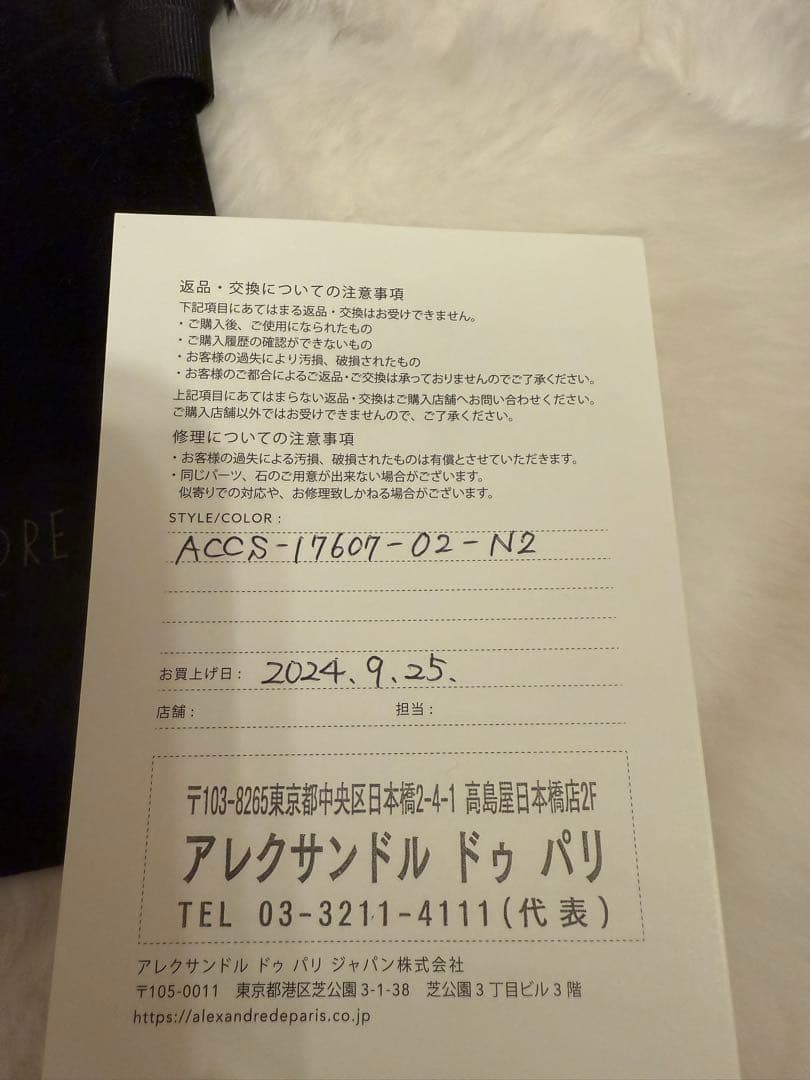 ORE
返品・交換についての注意事項
下記項目にあてはまる返品・交換はお受けできません。
・ご購入後、ご使用になられたもの
・ご購入履歴の確認ができないもの
・お客様の過失により汚損、破損されたもの
・お客様のご都合によるご返品・ご交換は承っておりませんのでご了承ください。
上記項目にあてはまらない返品・交換はご購入店舗へお問い合わせください。
ご購入店舗以外ではお受けできませんので、ご了承ください。
修理についての注意事項
・お客様の過失による汚損、破損されたものは有償とさせていただきます。
・同じパーツ、石のご用意が出来ない場合がございます。
似寄りでの対応や、お修理致しかねる場合がございます。
STYLE/COLOR：
ACCS-17607-02-N2
お買上げ日： 2024.9.25.
店舗： 担当：
〒103-8265東京都中央区日本橋2-4-1 高島屋日本橋店2F
アレクサンドル ドゥ パリ
TEL 03-3211-4111(代表)
アレクサンドル ドゥ パリ ジャパン株式会社
〒105-0011 東京都港区芝公園3-1-38 芝公園3丁目ビル3階
https://alexandredeparis.co.jp